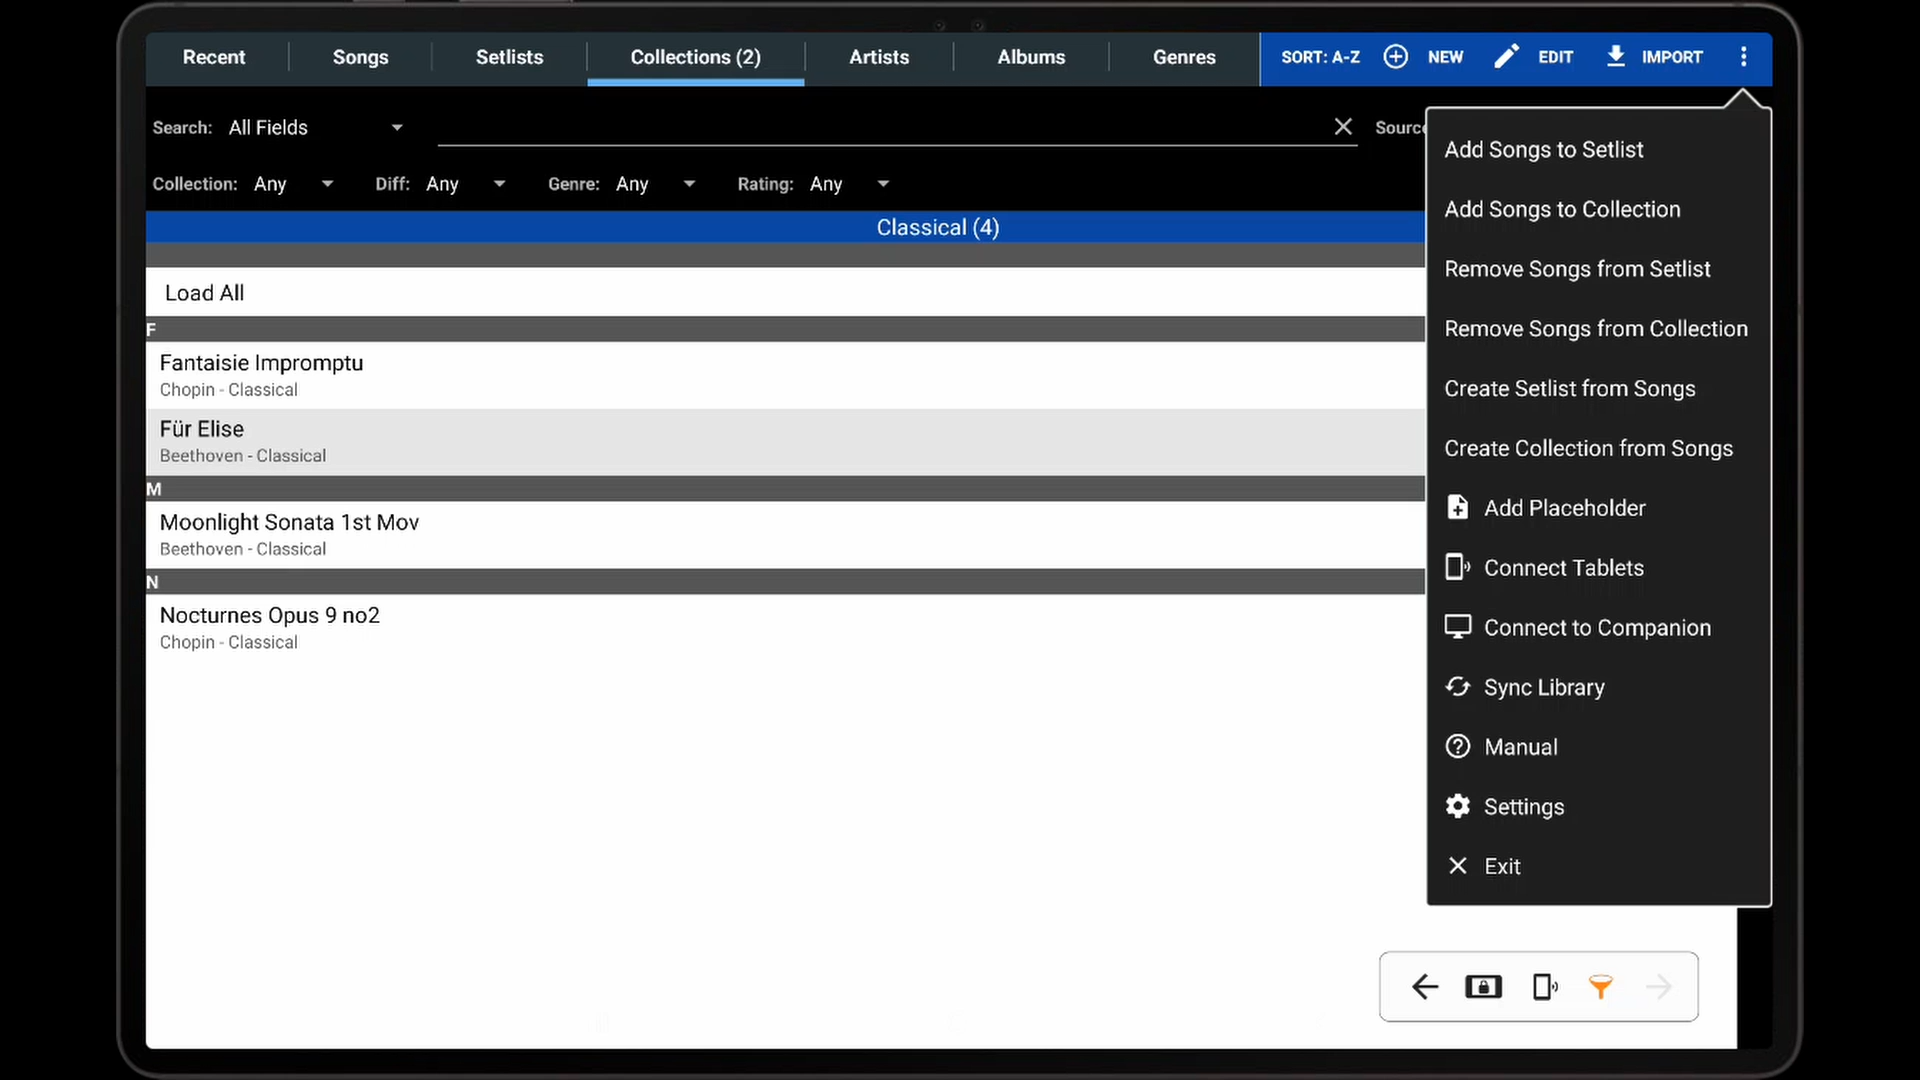 Recent
Songs
Setlists
Collections (2)
Artists
Albums
Genres
SORT: A-Z
NEW
EDIT
IMPORT
Search: All Fields
Collection: Any
Diff: Any
Genre: Any
Rating: Any
Classical (4)
Load All
F
Fantaisie Impromptu
Chopin - Classical
Für Elise
Beethoven - Classical
M
Moonlight Sonata 1st Mov
Beethoven - Classical
N
Nocturnes Opus 9 no2
Chopin - Classical
Add Songs to Setlist
Add Songs to Collection
Remove Songs from Setlist
Remove Songs from Collection
Create Setlist from Songs
Create Collection from Songs
Add Placeholder
Connect Tablets
Connect to Companion
Sync Library
Manual
Settings
Exit